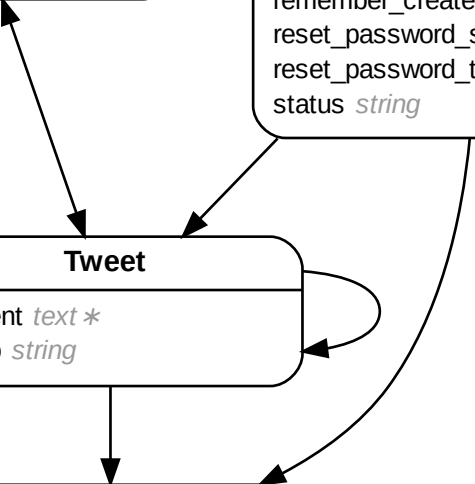 remember_create
reset_password_s
reset_password_t
status string
Tweet
ent text ∗
string